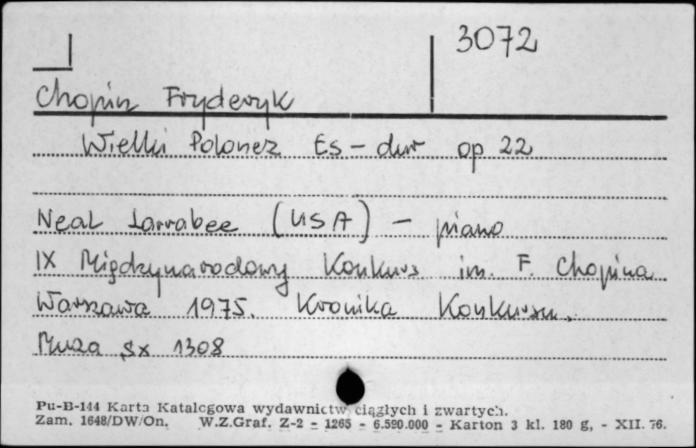 3072
Chopin Fryderyk
Wielki Polonez Es-dur op 22
Neal Larrabee (USA) - piano
IX Międzynarodowy Konkurs im. F. Chopina
Warszawa 1975. Kronika Konkursu.
Muza sx 1308
Pu-B-144 Karta Katalogowa wydawnictw ciągłych i zwartych.
Zam. 1648/DW/On. W.Z.Graf. Z-2 - 1265 - 6.590.000 - Karton 3 kl. 180 g, - XII. 76.